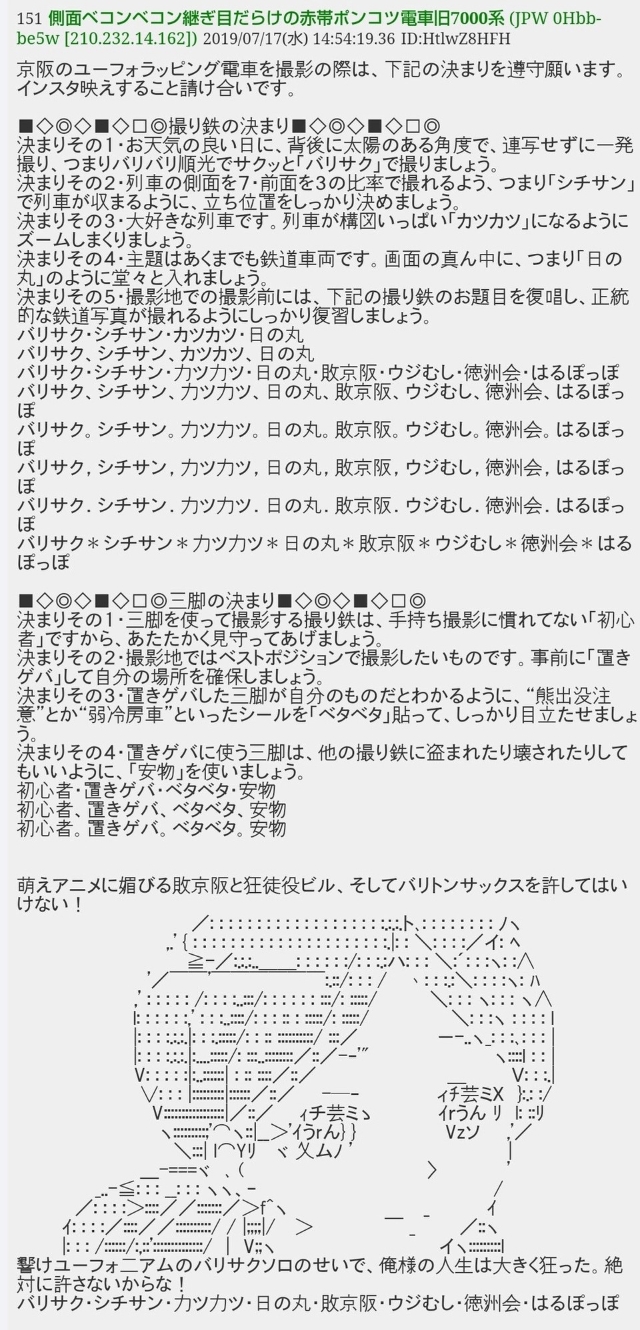 151 側面ベコンベコン継ぎ目だらけの赤帯ポンコツ電車旧7000系 (JPW 0Hbb-
be5w [210.232.14.162]) 2019/07/17(水) 14:54:19.36 ID:HtlwZ8HFH
京阪のユーフォラッピング電車を撮影の際は、下記の決まりを遵守願います。
インスタ映えすること請け合いです。
■◇◎◇■◇□◎撮り鉄の決まり■◇◎◇■◇□◎
決まりその１・お天気の良い日に、背後に太陽のある角度で、連写せずに一発
撮り、つまりバリバリ順光でサクッと「バリサク」で撮りましょう。
決まりその２・列車の側面を７・前面を３の比率で撮れるよう、つまり「シチサン」
で列車が収まるように、立ち位置をしっかり決めましょう。
決まりその３・大好きな列車です。列車が構図いっぱい「カツカツ」になるように
ズームしまくりましょう。
決まりその４・主題はあくまでも鉄道車両です。画面の真ん中に、つまり「日の
丸」のように堂々と入れましょう。
決まりその５・撮影地での撮影前には、下記の撮り鉄のお題目を復唱し、正統
的な鉄道写真が撮れるようにしっかり復習しましょう。
バリサク・シチサン・カツカツ・日の丸
バリサク、シチサン、カツカツ、日の丸
バリサク・シチサン・カツカツ・日の丸・敗京阪・ウジむし・徳洲会・はるぽっぽ
バリサク、シチサン、カツカツ、日の丸、敗京阪、ウジむし、徳洲会、はるぽっ
ぽ
バリサク。シチサン。カツカツ。日の丸。敗京阪。ウジむし。徳洲会。はるぽっ
ぽ
バリサク，シチサン，カツカツ，日の丸，敗京阪，ウジむし，徳洲会，はるぽっ
ぽ
バリサク．シチサン．カツカツ．日の丸．敗京阪．ウジむし．徳洲会．はるぽっ
ぽ
バリサク＊シチサン＊カツカツ＊日の丸＊敗京阪＊ウジむし＊徳洲会＊はる
ぽっぽ
■◇◎◇■◇□◎三脚の決まり■◇◎◇■◇□◎
決まりその１・三脚を使って撮影する撮り鉄は、手持ち撮影に慣れてない「初心
者」ですから、あたたかく見守ってあげましょう。
決まりその２・撮影地ではベストポジションで撮影したいものです。事前に「置き
ゲバ」して自分の場所を確保しましょう。
決まりその３・置きゲバした三脚が自分のものだとわかるように、“熊出没注
意”とか“弱冷房車”といったシールを「ベタベタ」貼って、しっかり目立たせましょ
う。
決まりその４・置きゲバに使う三脚は、他の撮り鉄に盗まれたり壊されたりして
もいいように、「安物」を使いましょう。
初心者・置きゲバ・ベタベタ・安物
初心者、置きゲバ、ベタベタ、安物
初心者。置きゲバ。ベタベタ。安物
萌えアニメに媚びる敗京阪と狂徒役ビル、そしてバリトンサックスを許してはい
けない！
響けユーフォ二アムのバリサクソロのせいで、俺様の人生は大きく狂った。絶
対に許さないからな！
バリサク・シチサン・カツカツ・日の丸・敗京阪・ウジむし・徳洲会・はるぽっぽ